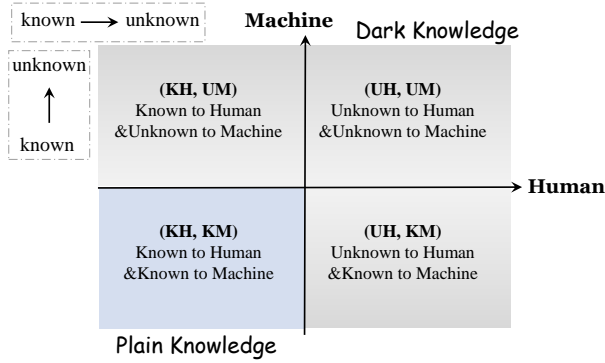 known unknown
Machine
Dark Knowledge
unknown
known
(KH, UM)
Known to Human
&Unknown to Machine
(UH, UM)
Unknown to Human
&Unknown to Machine
Human
(KH, KM)
Known to Human
&Known to Machine
(UH, KM)
Unknown to Human
&Known to Machine
Plain Knowledge